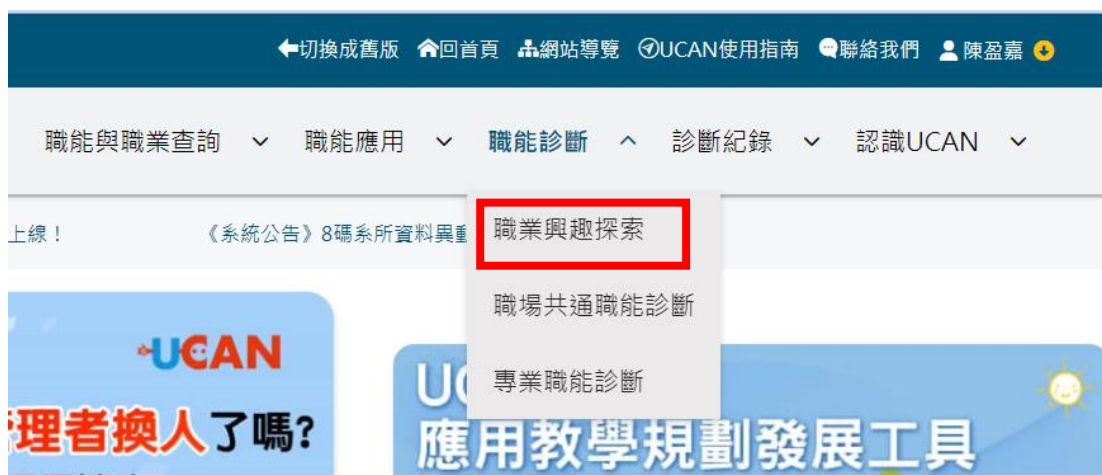 切換成舊版 回首頁 網站導覽 UCAN使用指南 聯絡我們 陳盈嘉
職能與職業查詢 職能應用 職能診斷 診斷紀錄 認識UCAN
上線！ 《系統公告》8碼系所資料異動
職業興趣探索
職場共通職能診斷
專業職能診斷
UCAN
管理者換人了嗎?
應用教學規劃發展工具